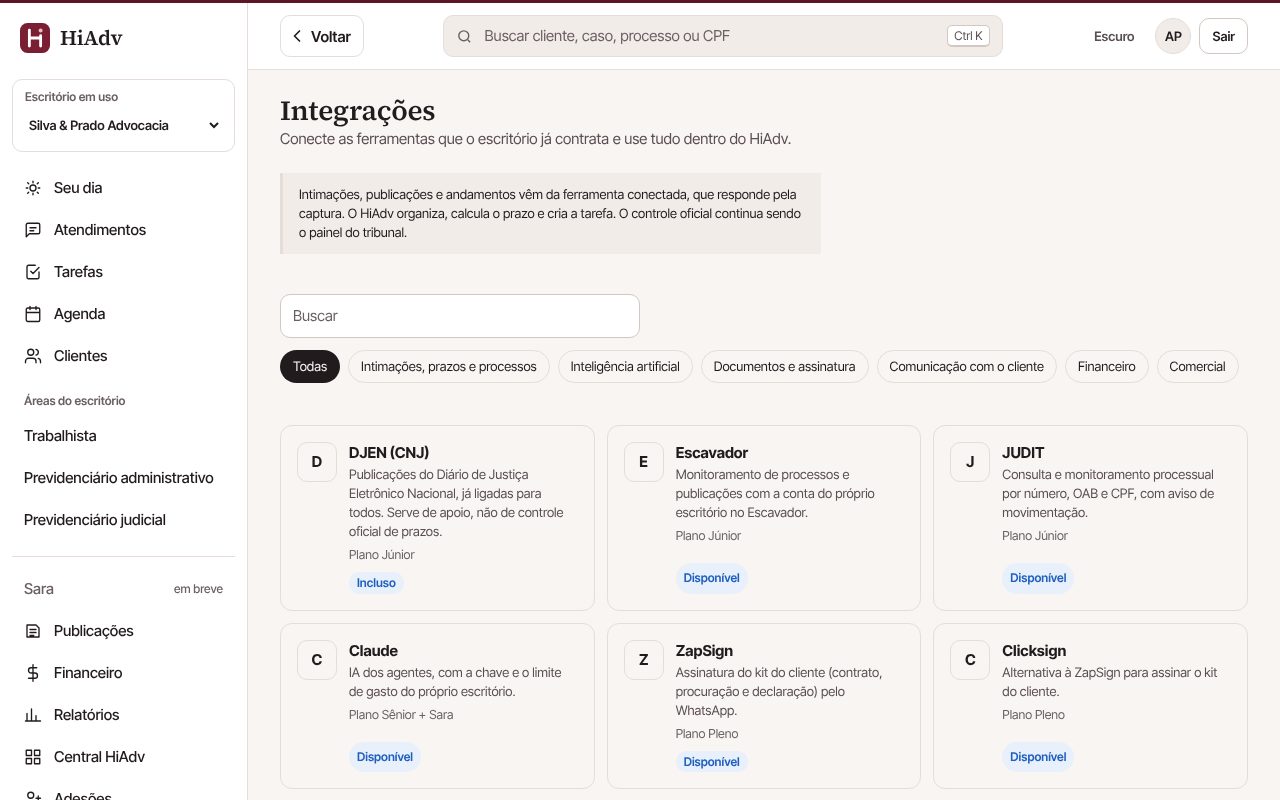 HiAdv
Voltar
Buscar cliente, caso, processo ou CPF
Ctrl K
Escuro
AP
Sair
Escritório em uso
Silva & Prado Advocacia
Seu dia
Atendimentos
Tarefas
Agenda
Clientes
Áreas do escritório
Trabalhista
Previdenciário administrativo
Previdenciário judicial
Sara
em breve
Publicações
Financeiro
Relatórios
Central HiAdv
Adesões
Integrações
Conecte as ferramentas que o escritório já contrata e use tudo dentro do HiAdv.
Intimações, publicações e andamentos vêm da ferramenta conectada, que responde pela
captura. O HiAdv organiza, calcula o prazo e cria a tarefa. O controle oficial continua sendo
o painel do tribunal.
Buscar
Todas
Intimações, prazos e processos
Inteligência artificial
Documentos e assinatura
Comunicação com o cliente
Financeiro
Comercial
D
DJEN (CNJ)
Publicações do Diário de Justiça
Eletrônico Nacional, já ligadas para
todos. Serve de apoio, não de controle
oficial de prazos.
Plano Júnior
Incluso
E
Escavador
Monitoramento de processos e
publicações com a conta do próprio
escritório no Escavador.
Plano Júnior
Disponível
J
JUDIT
Consulta e monitoramento processual
por número, OAB e CPF, com aviso de
movimentação.
Plano Júnior
Disponível
C
Claude
IA dos agentes, com a chave e o limite
de gasto do próprio escritório.
Plano Sênior + Sara
Disponível
Z
ZapSign
Assinatura do kit do cliente (contrato,
procuração e declaração) pelo
WhatsApp.
Plano Pleno
Disponível
C
Clicksign
Alternativa à ZapSign para assinar o kit
do cliente.
Plano Pleno
Disponível